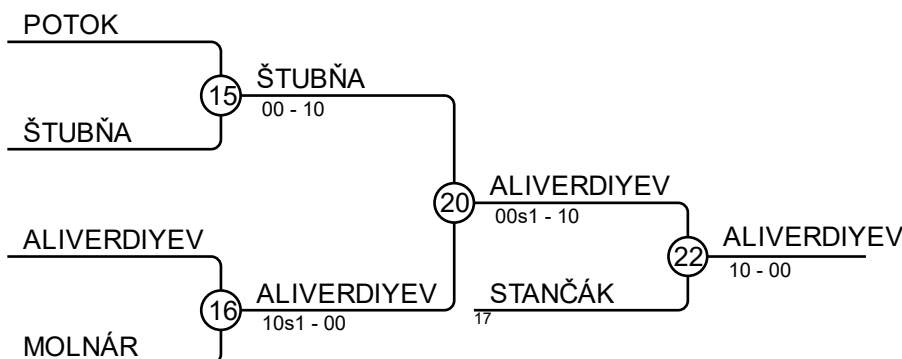 POTOK
15
ŠTUBŇA
00 - 10
ŠTUBŇA
20
ALIVERDIYEV
00s1 - 10
ALIVERDIYEV
22
ALIVERDIYEV
10 - 00
16
ALIVERDIYEV
10s1 - 00
STANČÁK
17
MOLNÁR